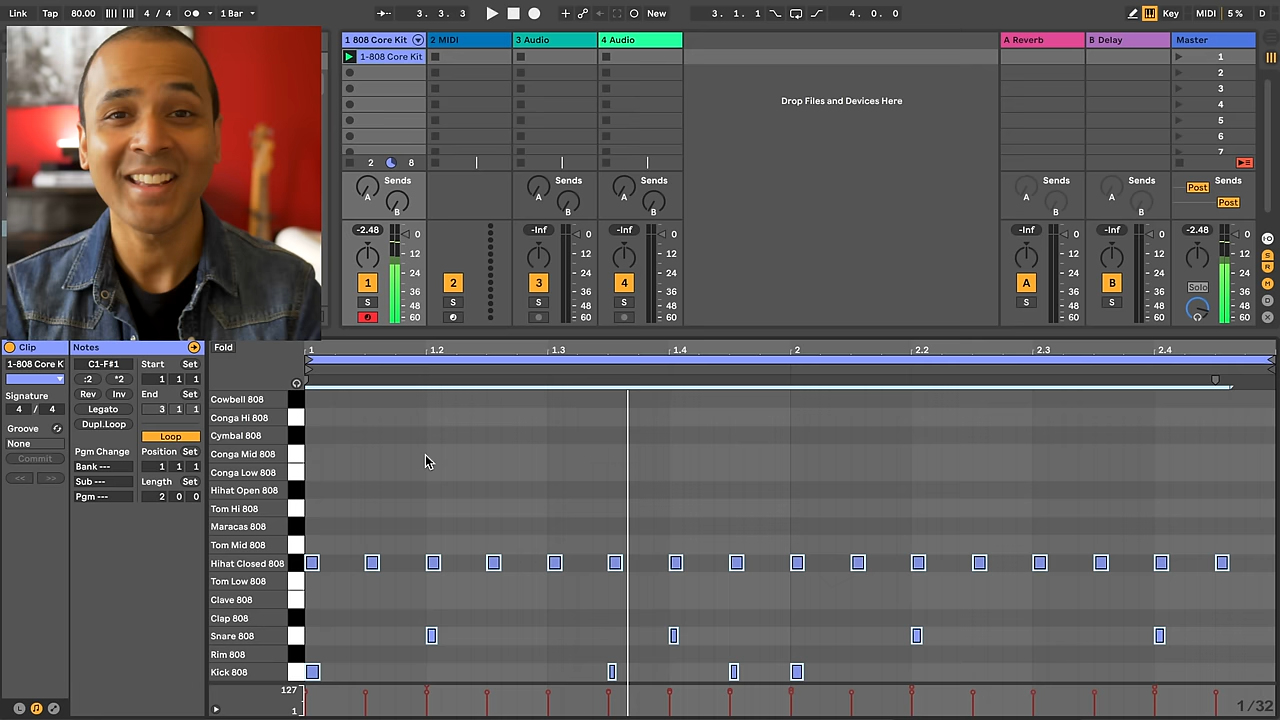 Link Tap 80.00 4 / 4 1 Bar 3. 3. 3 New 3. 1. 1 4. 0. 0 Key MIDI 5 % D
1 808 Core Kit 2 MIDI 3 Audio 4 Audio A Reverb B Delay Master
1-808 Core Kit 1
2
3
Drop Files and Devices Here
4
5
6
7
2 8
Sends Sends Sends Sends Sends Sends
A A A A A Post
B B B B B Post
-2.48 0 -Inf 0 -Inf 0 -Inf 0 -Inf 0 -2.48 0
12 12 12 12 12 12
24 24 24 24 24 24
1 36 2 3 36 4 36 A 36 B 36 Solo 36
S 48 S S 48 S 48 S 48 S 48 48
60 60 60 60 60 60
Clip Notes Fold 1 1.2 1.3 1.4 2 2.2 2.3 2.4
1-808 Core K C1-F#1 Start Set
:2 *2 1 1 1
Signature Rev Inv End Set
4 / 4 Legato 3 1 1
Groove Dupl.Loop
None Loop
Commit Pgm Change Position Set
<< >> Bank --- 1 1 1
Sub --- Length Set
Pgm --- 2 0 0
Cowbell 808
Conga Hi 808
Cymbal 808
Conga Mid 808
Conga Low 808
Hihat Open 808
Tom Hi 808
Maracas 808
Tom Mid 808
Hihat Closed 808
Tom Low 808
Clave 808
Clap 808
Snare 808
Rim 808
Kick 808
127
1
1/32